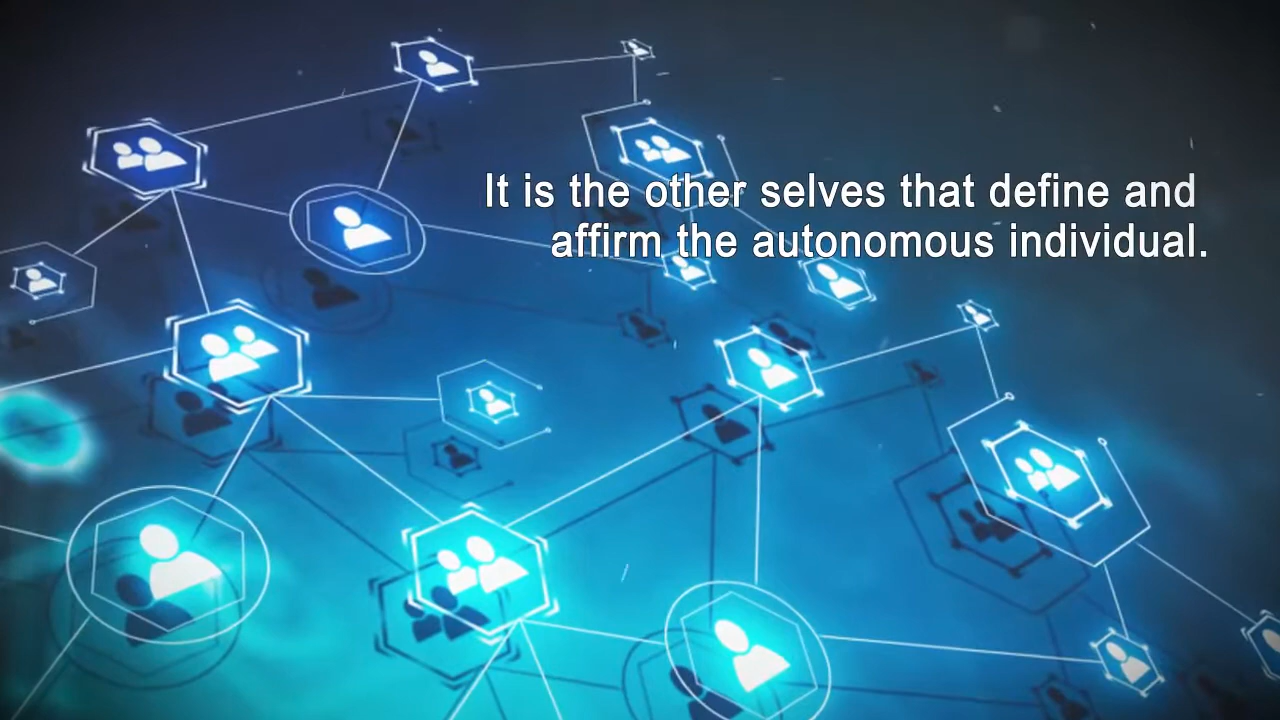 It is the other selves that define and
affirm the autonomous individual.